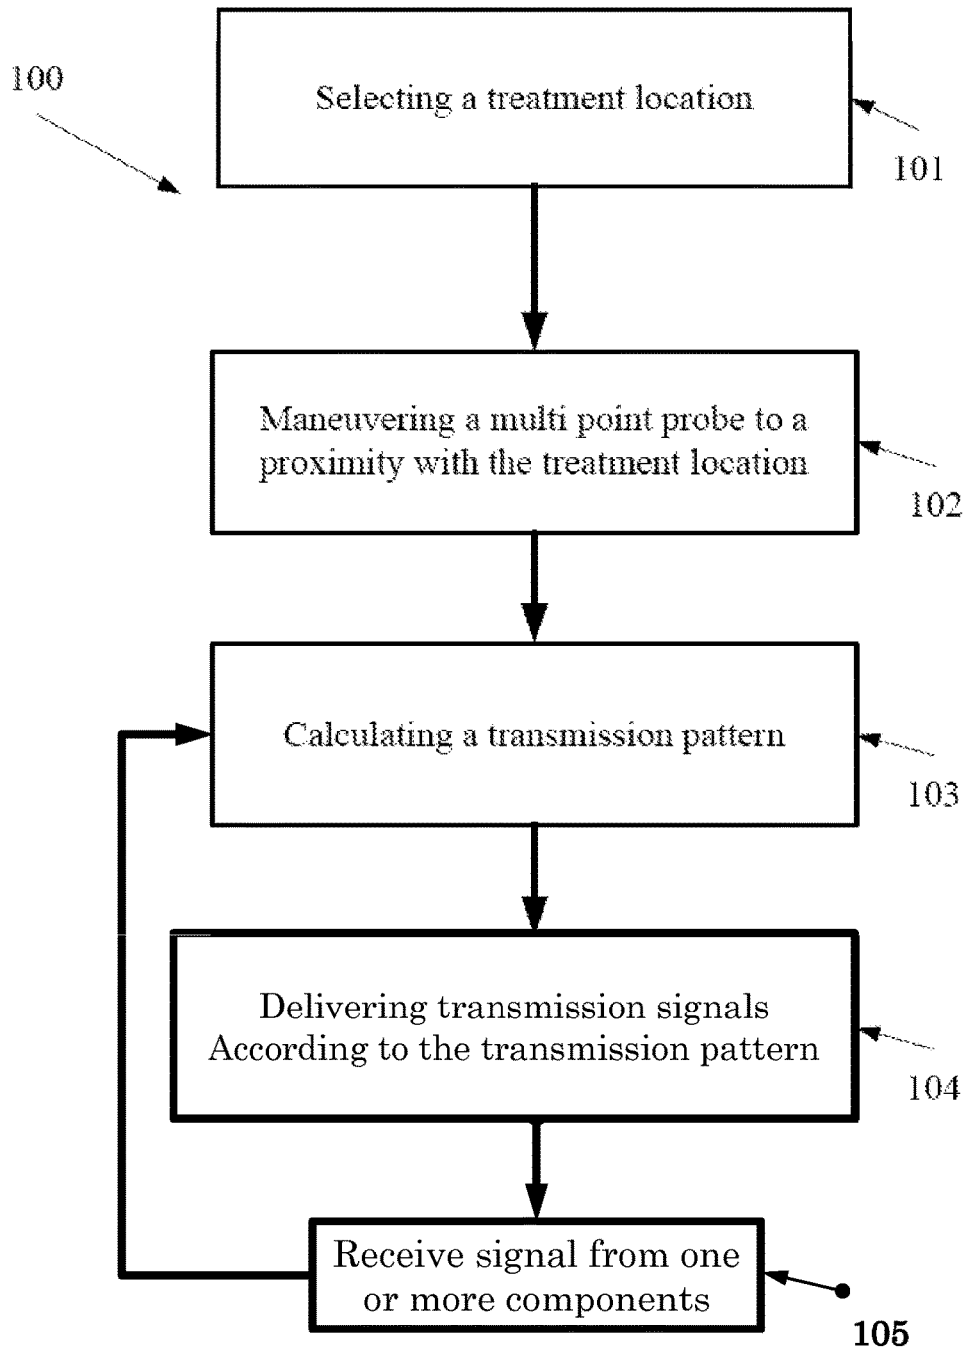 100
Selecting a treatment location
101
Maneuvering a multi point probe to a
proximity with the treatment location
102
Calculating a transmission pattern
103
Delivering transmission signals
According to the transmission pattern
104
Receive signal from one
or more components
105